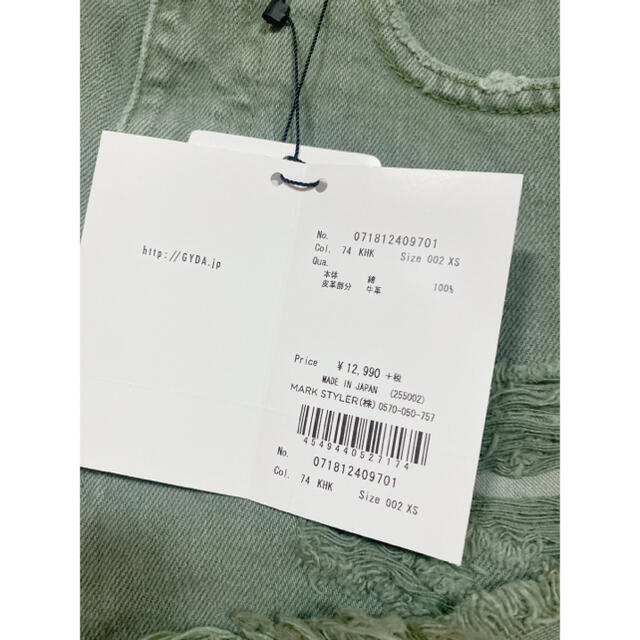 http://GYDA.jp
No. 071812409701
Col. 74 KHK Size 002 XS
Qua.
本体 綿 100%
皮革部分 牛革
Price ¥12,990 +税
MADE IN JAPAN (255002)
MARK STYLER(株) 0570-050-757
4549440527174
No. 071812409701
Col. 74 KHK Size 002 XS